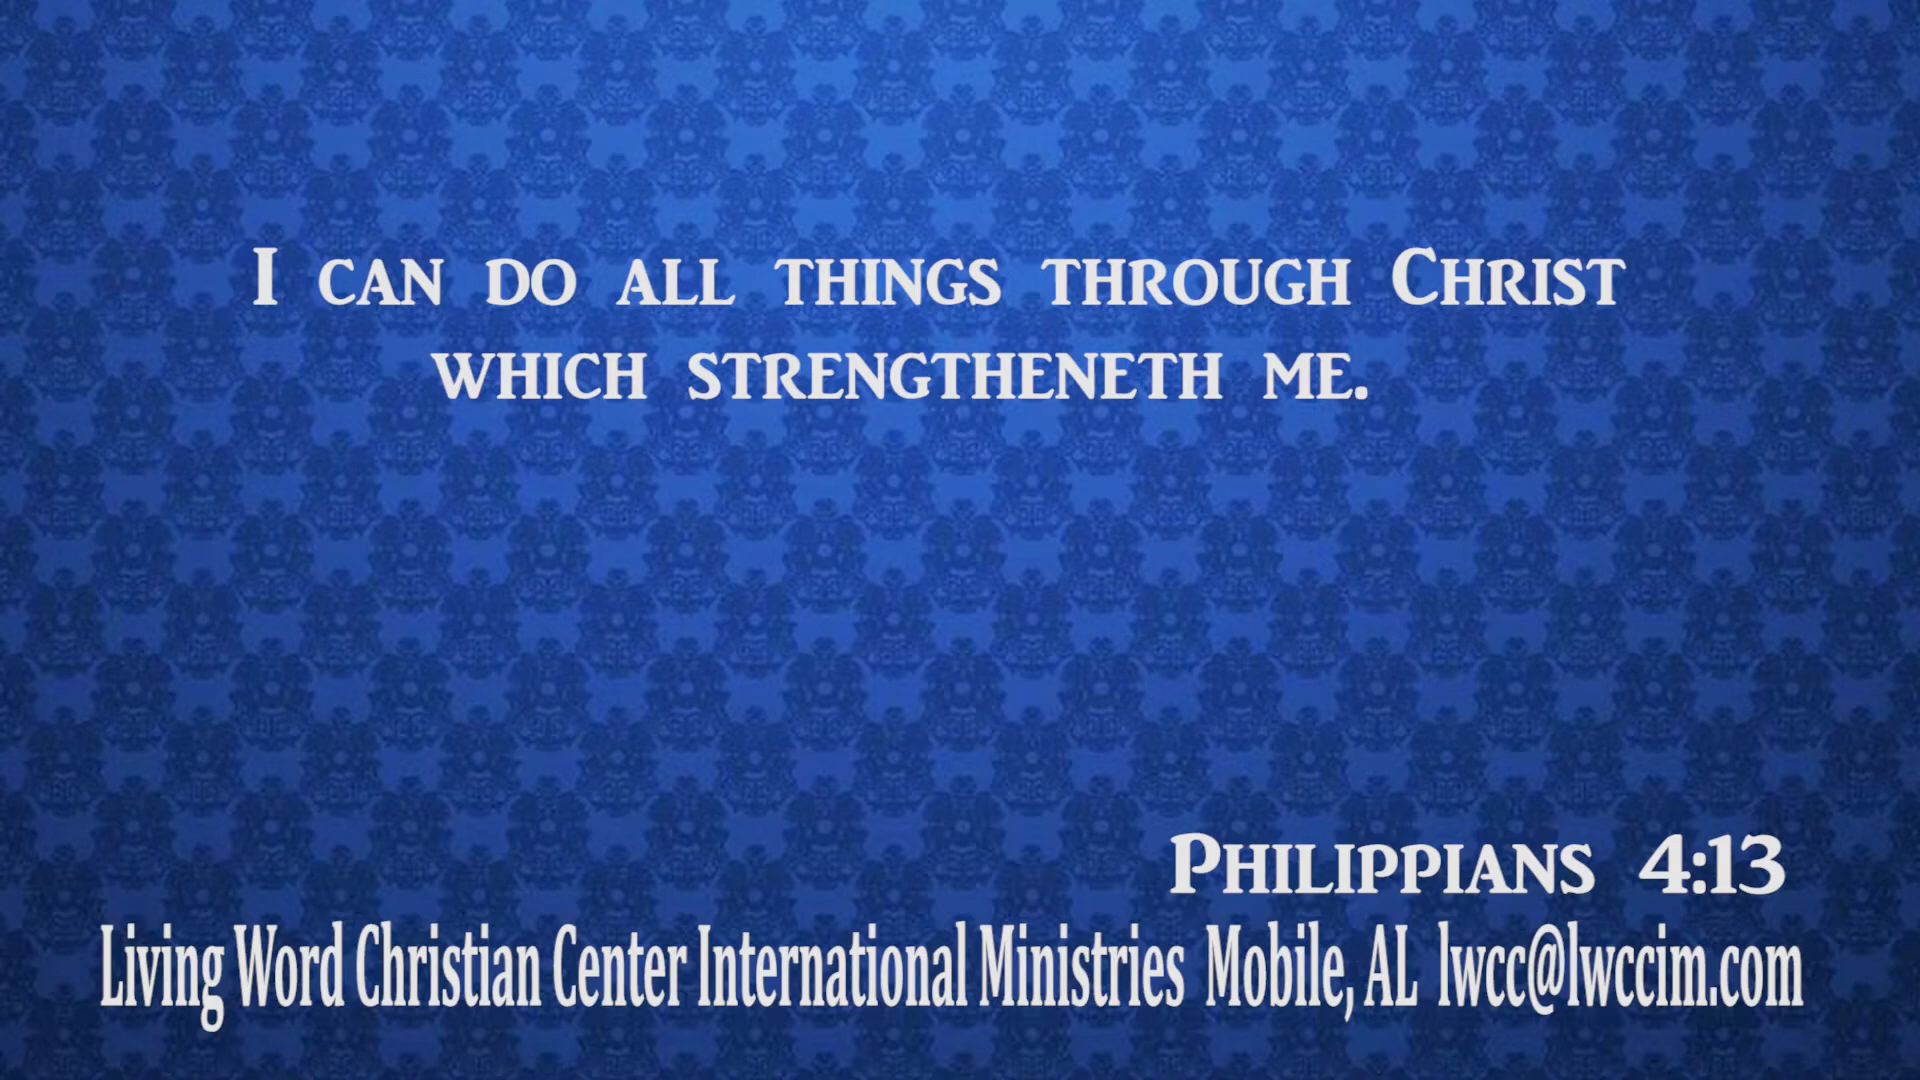 I can do all things through Christ
which strengtheneth me.
Philippians 4:13
Living Word Christian Center International Ministries Mobile, AL lwcc@lwccim.com